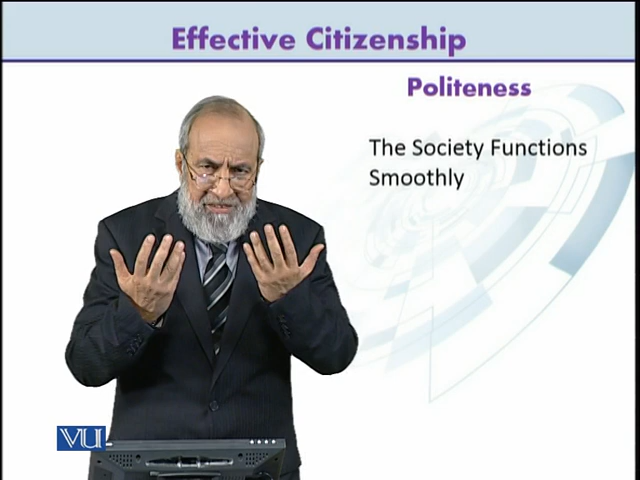 Effective Citizenship
Politeness
The Society Functions
Smoothly
VU